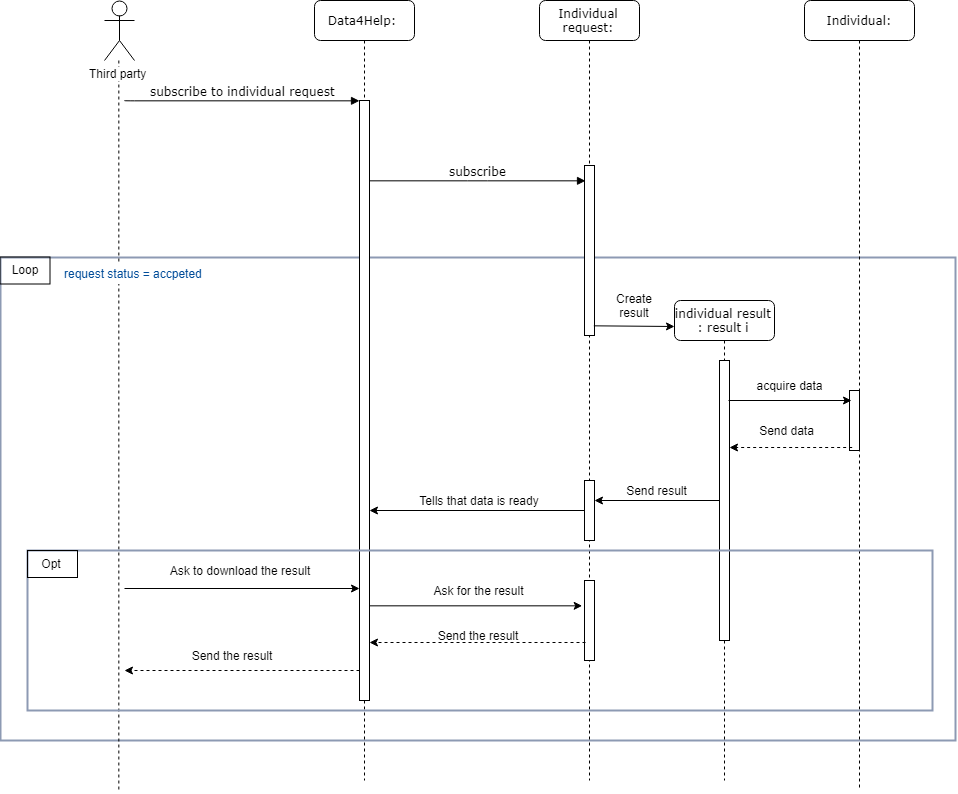 Data4Help:
Individual
request:
Individual:
Third party
subscribe to individual request
subscribe
Loop
request status = accpeted
Create
result
individual result
: result i
acquire data
Send data
Send result
Tells that data is ready
Opt
Ask to download the result
Ask for the result
Send the result
Send the result